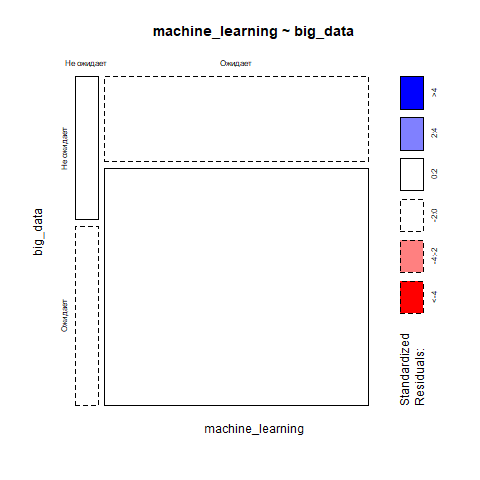 machine_learning ~ big_data
Не ожидает
Ожидает
Не ожидает
Ожидает
big_data
machine_learning
>4
2:4
0:2
-2:0
-4:-2
<-4
Standardized
Residuals: